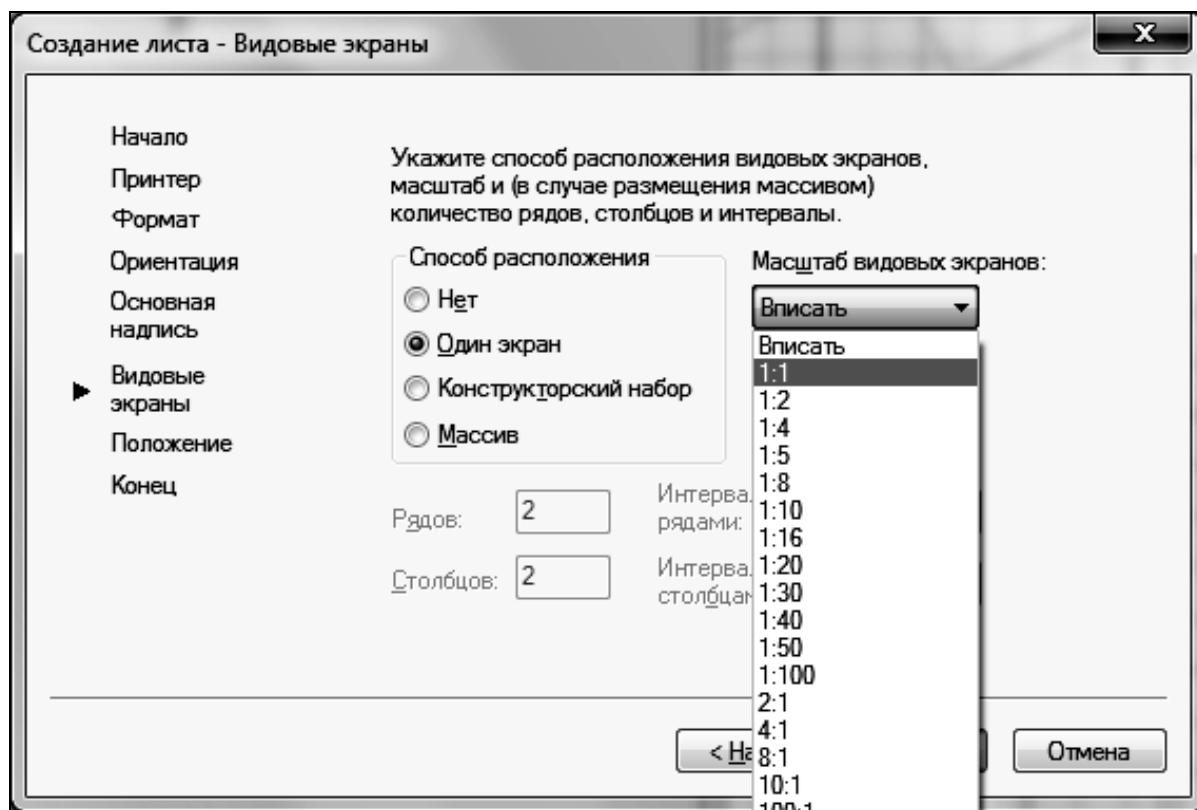 Создание листа - Видовые экраны
Начало
Принтер
Формат
Ориентация
Основная
надпись
Видовые
экраны
Положение
Конец
Укажите способ расположения видовых экранов,
масштаб и (в случае размещения массивом)
количество рядов, столбцов и интервалы.
Способ расположения
Нет
Один экран
Конструкторский набор
Массив
Масштаб видовых экранов:
Вписать
Вписать
1:1
1:2
1:4
1:5
1:8
1:10
1:16
1:20
1:30
1:40
1:50
1:100
2:1
4:1
8:1
10:1
100:1
Рядов:
2
рядами:
Столбцов:
2
Отмена